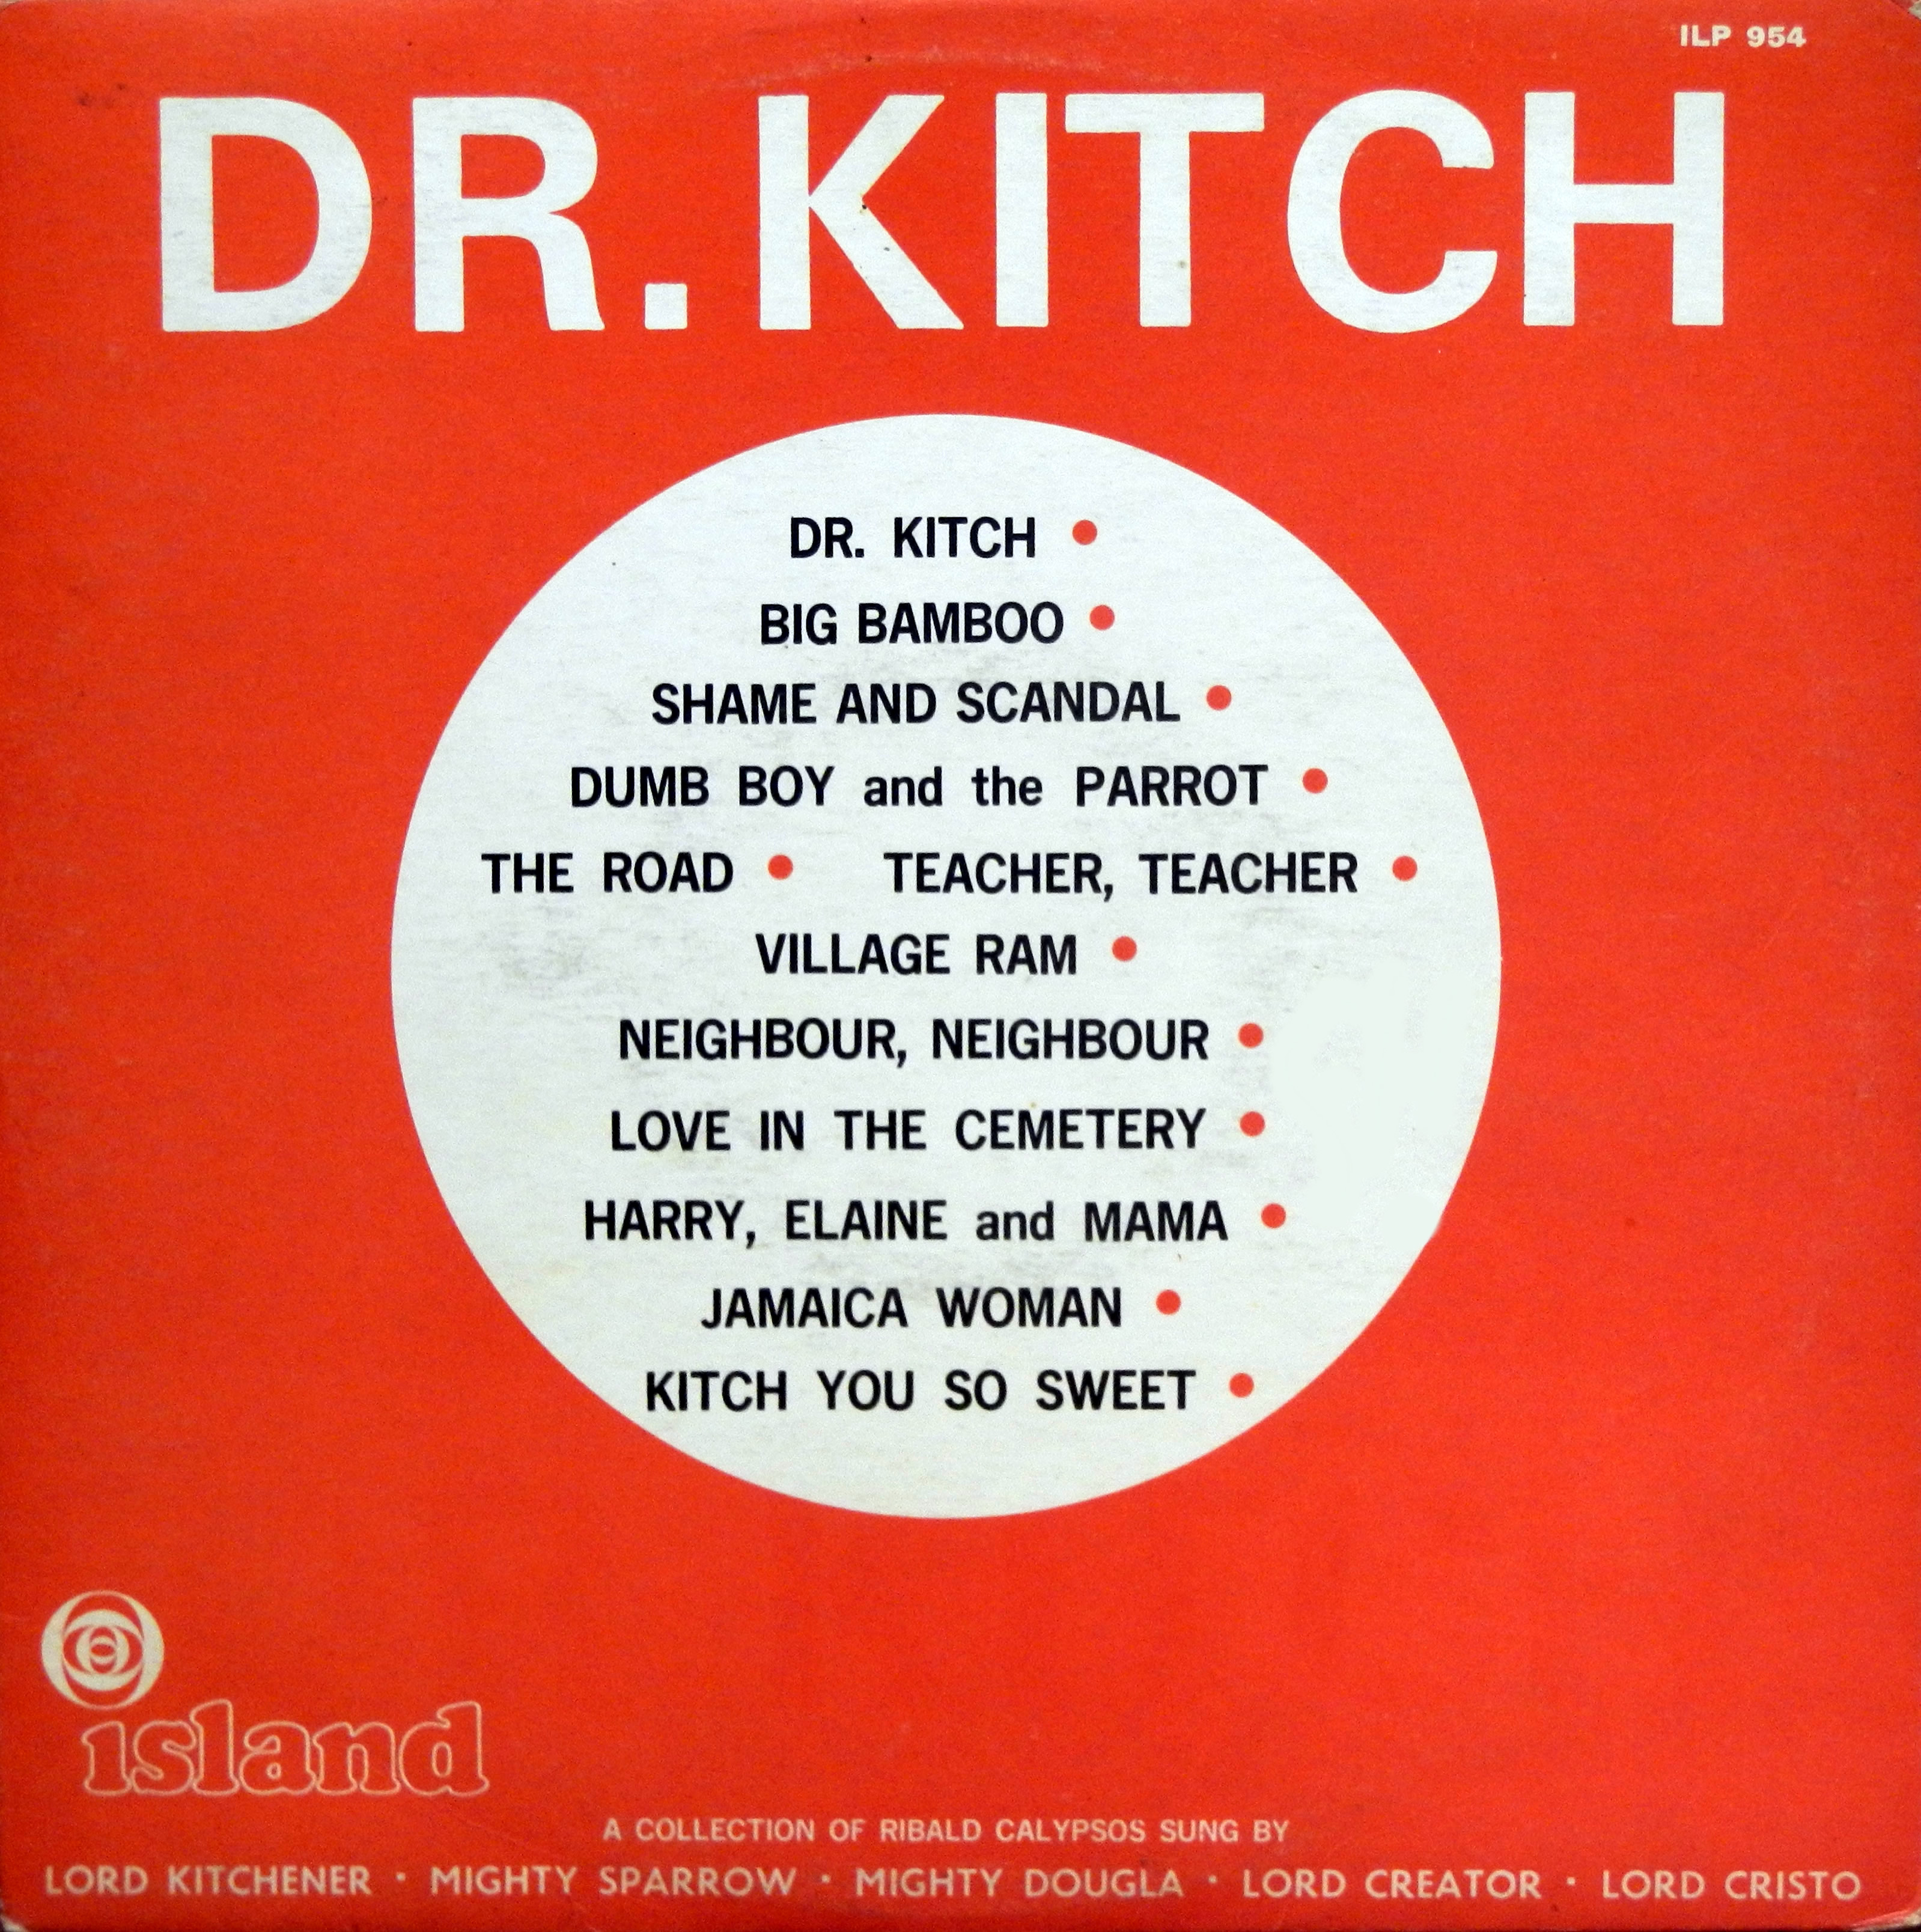 ILP 954
DR. KITCH
DR. KITCH •
BIG BAMBOO •
SHAME AND SCANDAL •
DUMB BOY and the PARROT •
THE ROAD • TEACHER, TEACHER •
VILLAGE RAM •
NEIGHBOUR, NEIGHBOUR •
LOVE IN THE CEMETERY •
HARRY, ELAINE and MAMA •
JAMAICA WOMAN •
KITCH YOU SO SWEET •
island
A COLLECTION OF RIBALD CALYPSOS SUNG BY
LORD KITCHENER · MIGHTY SPARROW · MIGHTY DOUGLA · LORD CREATOR · LORD CRISTO